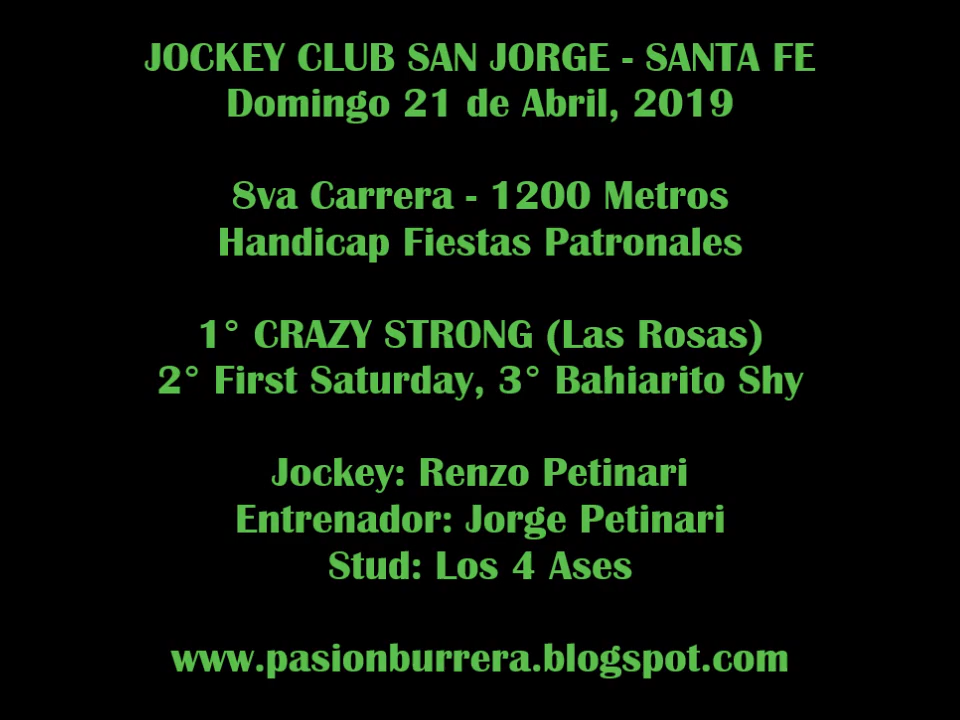 JOCKEY CLUB SAN JORGE - SANTA FE
Domingo 21 de Abril, 2019
8va Carrera - 1200 Metros
Handicap Fiestas Patronales
1° CRAZY STRONG (Las Rosas)
2° First Saturday, 3° Bahiarito Shy
Jockey: Renzo Petinari
Entrenador: Jorge Petinari
Stud: Los 4 Ases
www.pasionburrera.blogspot.com